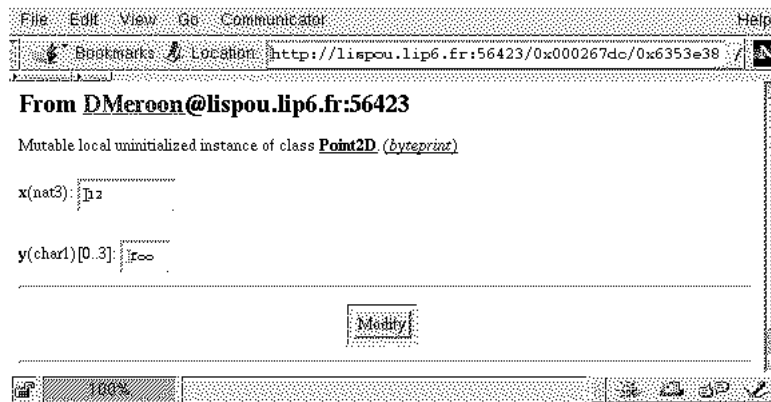 File Edit View Go Communicator Help
Bookmarks Location: http://lispou.lip6.fr:56423/0x000267dc/0x6353e38
From DMeroon@lispou.lip6.fr:56423
Mutable local uninitialized instance of class Point2D. (byteprint)
x(nat3): 12
y(char1)[0..3]: foo
Modify
100%